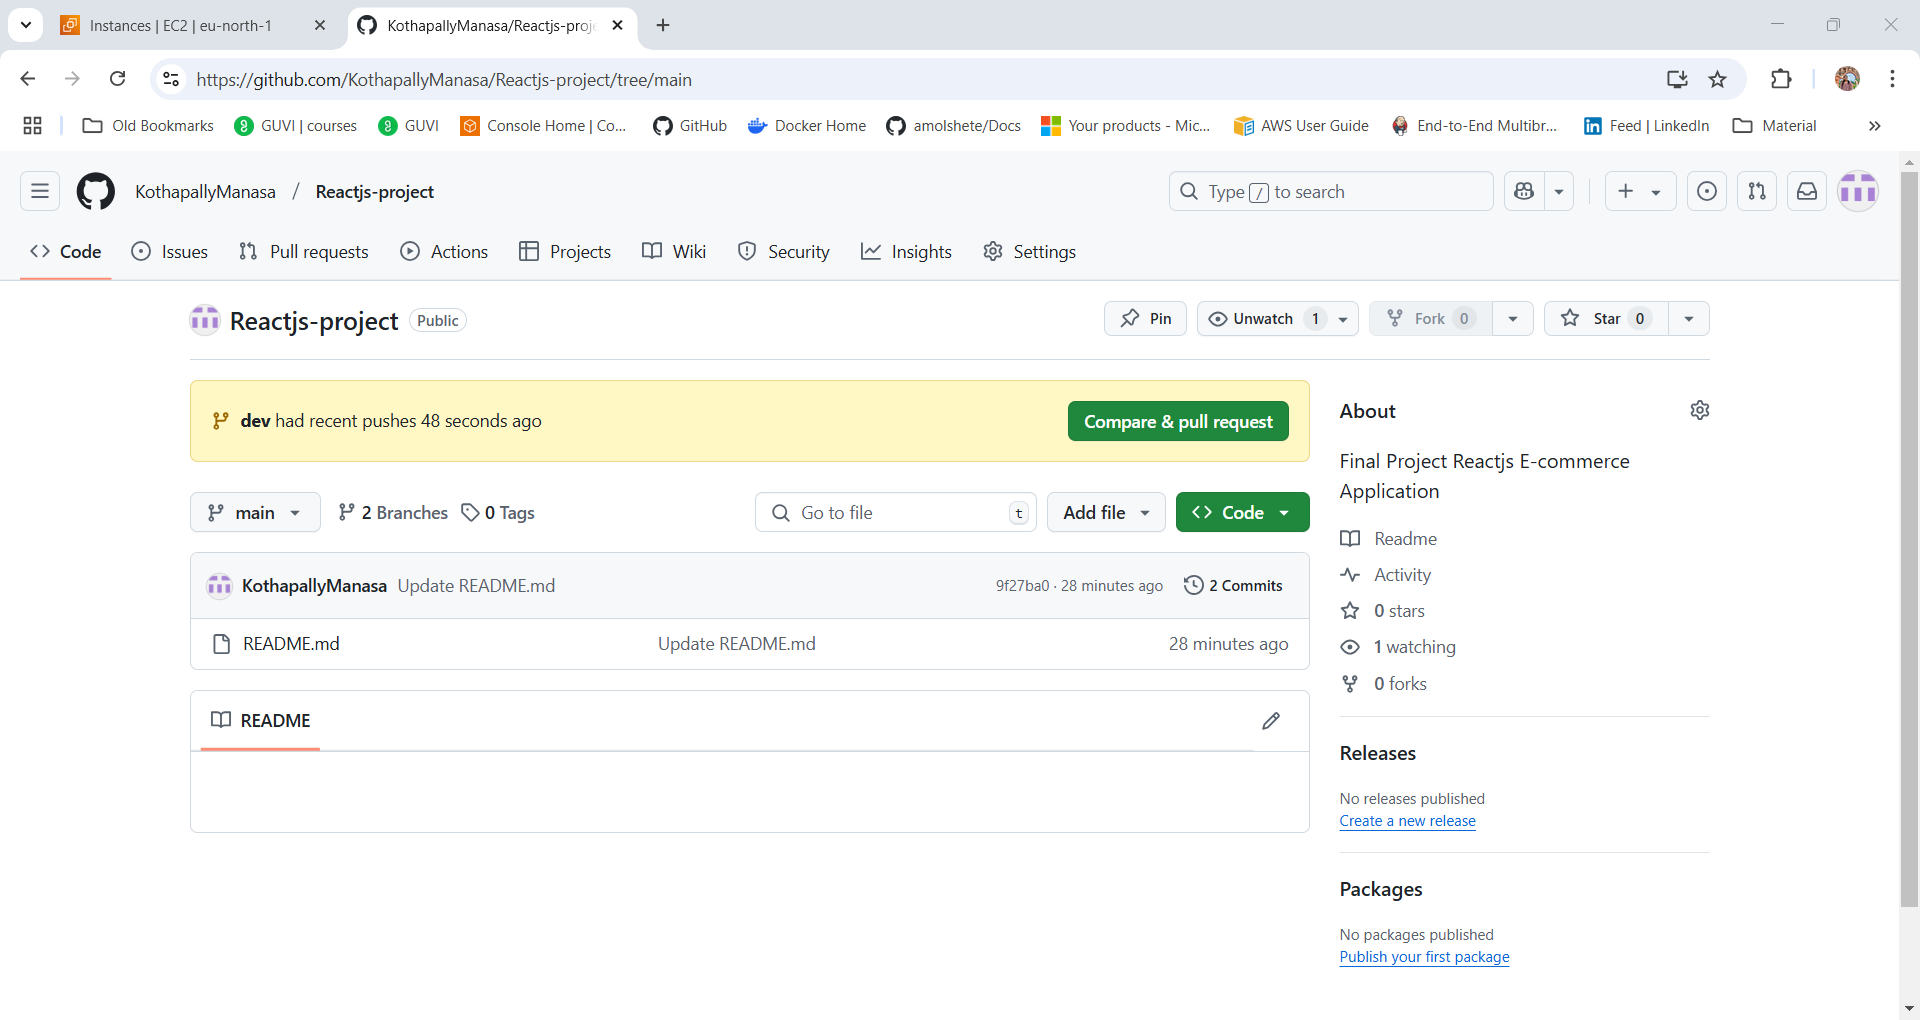 Instances | EC2 | eu-north-1
KothapallyManasa/Reactjs-proje
https://github.com/KothapallyManasa/Reactjs-project/tree/main
Old Bookmarks
GUVI | courses
GUVI
Console Home | Co...
GitHub
Docker Home
amolshete/Docs
Your products - Mic...
AWS User Guide
End-to-End Multibr...
Feed | LinkedIn
Material
KothapallyManasa / Reactjs-project
Type / to search
Code
Issues
Pull requests
Actions
Projects
Wiki
Security
Insights
Settings
Reactjs-project Public
Pin
Unwatch 1
Fork 0
Star 0
dev had recent pushes 48 seconds ago
Compare & pull request
main
2 Branches
0 Tags
Go to file t
Add file
Code
KothapallyManasa Update README.md 9f27ba0 · 28 minutes ago 2 Commits
README.md Update README.md 28 minutes ago
README
About
Final Project Reactjs E-commerce
Application
Readme
Activity
0 stars
1 watching
0 forks
Releases
No releases published
Create a new release
Packages
No packages published
Publish your first package